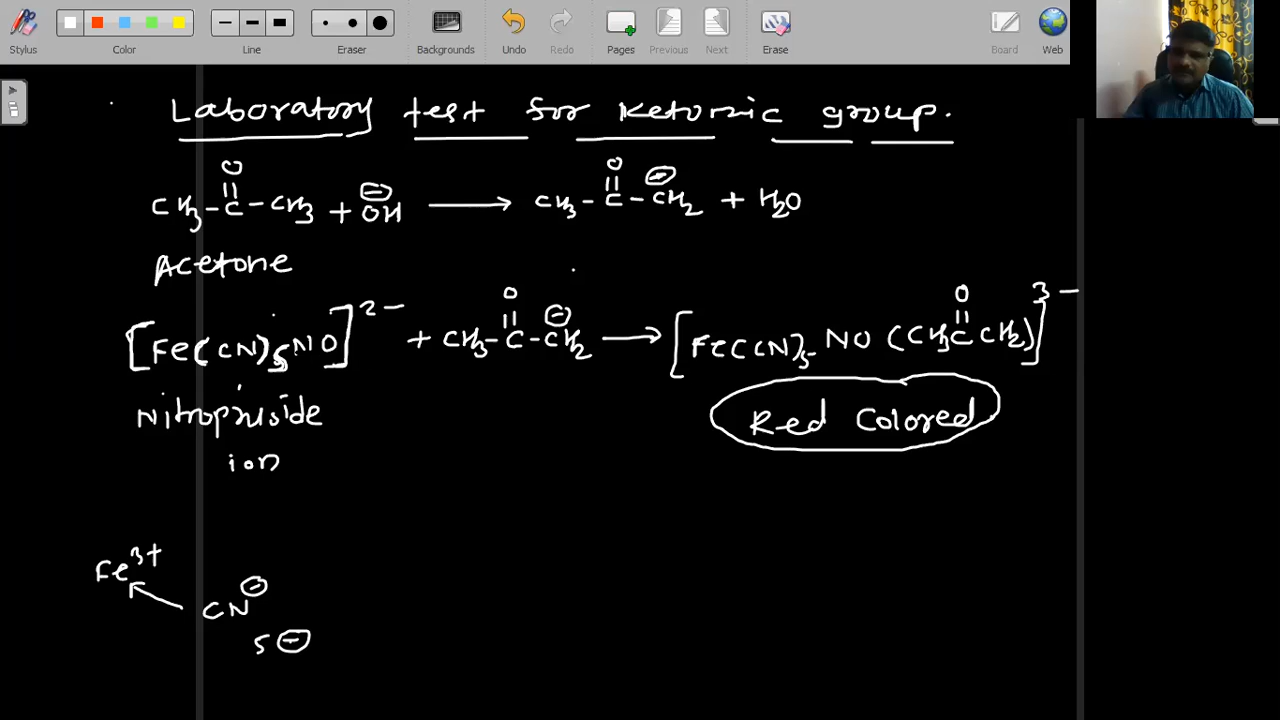 Stylus Color Line Eraser Backgrounds Undo Redo Pages Previous Next Erase Board Web
Laboratory test for Ketonic group.
CH3-C(=O)-CH3 + ⊖OH ⟶ CH3-C(=O)-⊖CH2 + H2O
Acetone
[Fe(CN)5NO]2- + CH3-C(=O)-⊖CH2 ⟶ [Fe(CN)5 NO (CH3C(=O)CH2)]3-
Nitroprusside
ion
Red Colored
Fe3+
CN⊖
5⊖